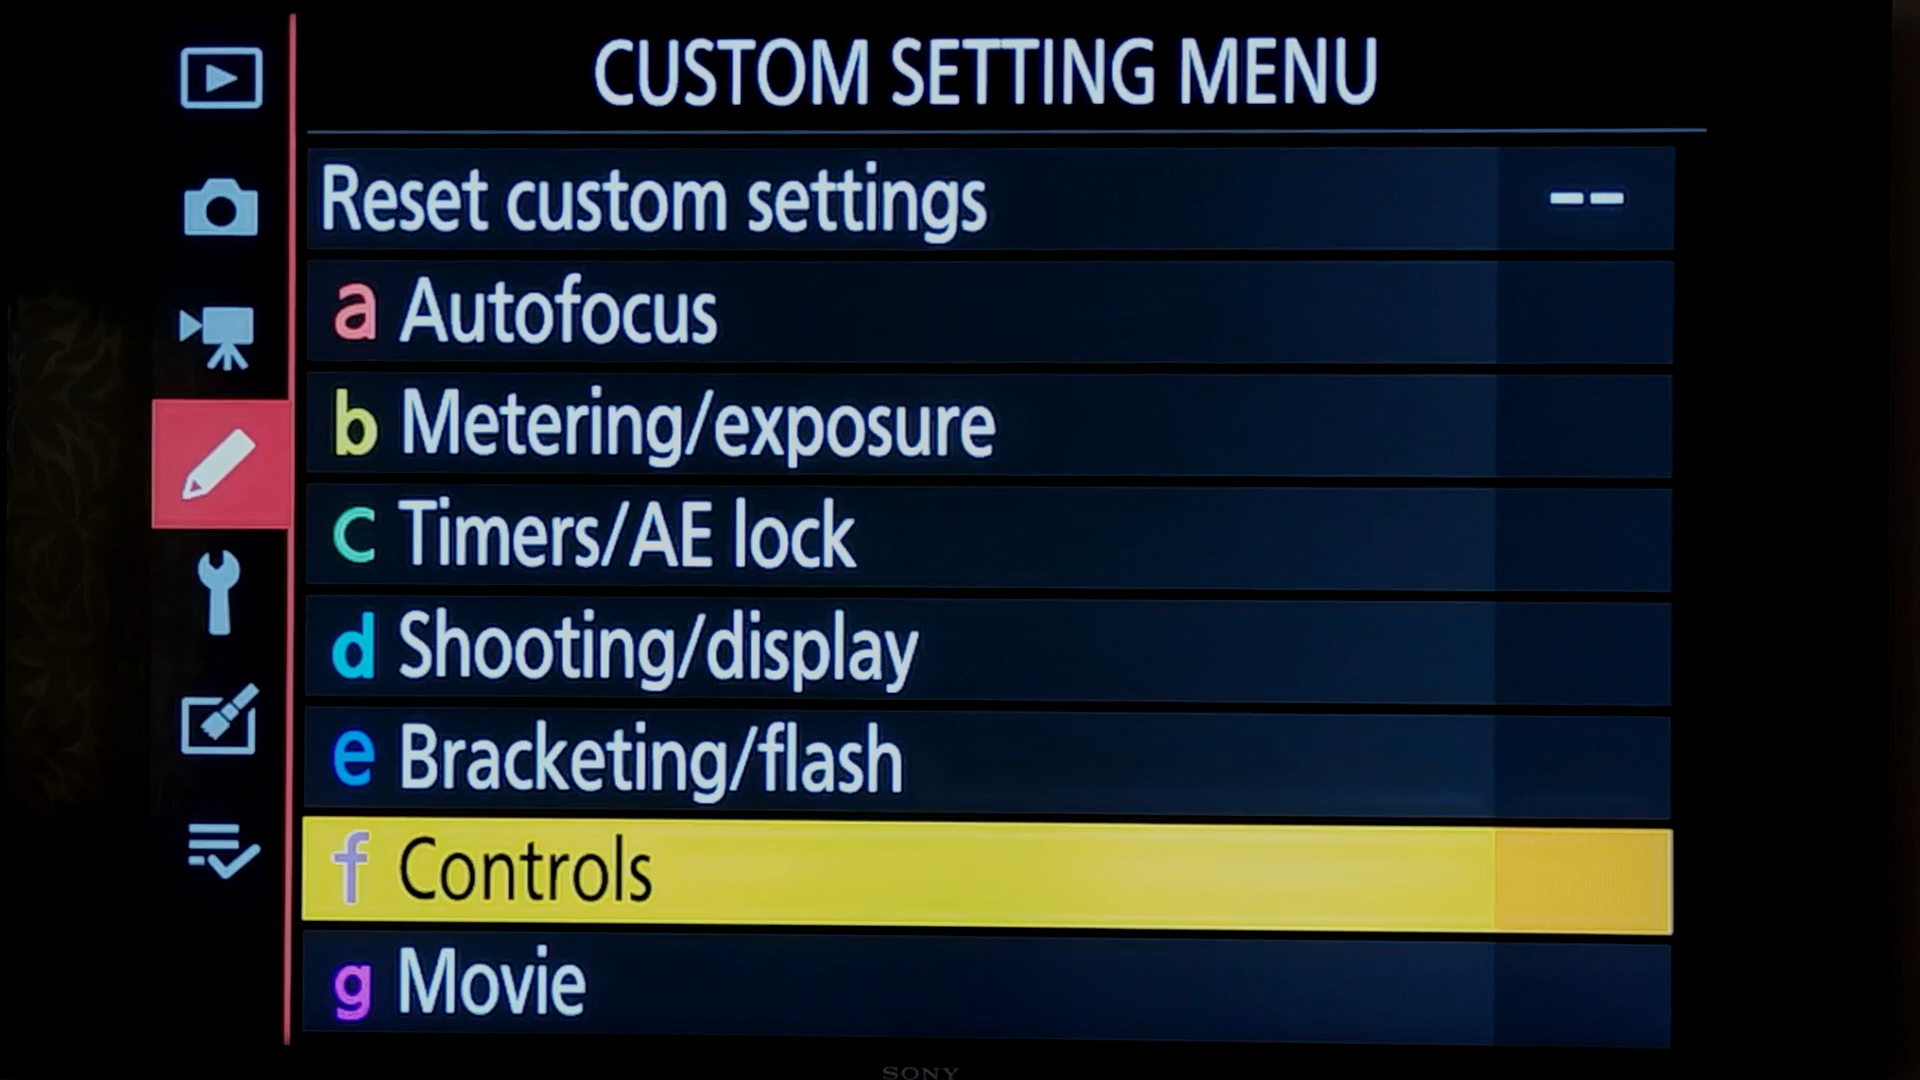 CUSTOM SETTING MENU
Reset custom settings --
a Autofocus
b Metering/exposure
c Timers/AE lock
d Shooting/display
e Bracketing/flash
f Controls
g Movie
SONY